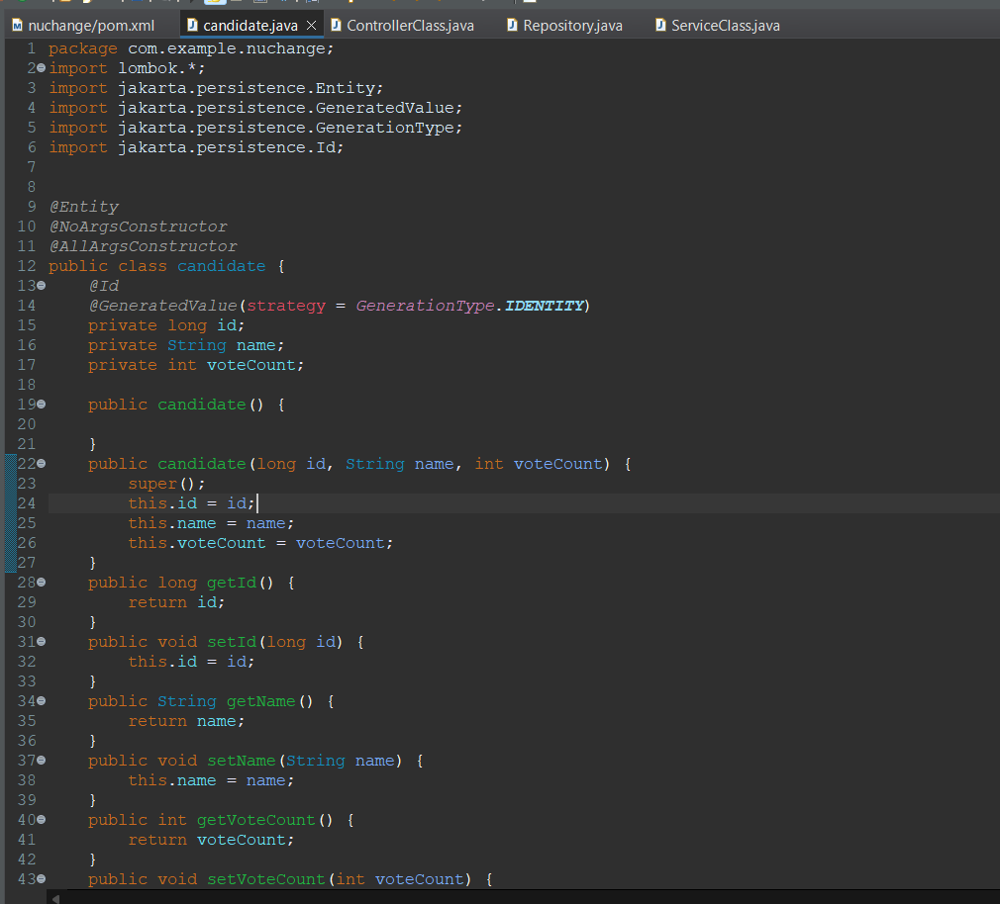 nuchange/pom.xml candidate.java ControllerClass.java Repository.java ServiceClass.java
1 package com.example.nuchange;
2 import lombok.*;
3 import jakarta.persistence.Entity;
4 import jakarta.persistence.GeneratedValue;
5 import jakarta.persistence.GenerationType;
6 import jakarta.persistence.Id;
7
8
9 @Entity
10 @NoArgsConstructor
11 @AllArgsConstructor
12 public class candidate {
13     @Id
14     @GeneratedValue(strategy = GenerationType.IDENTITY)
15     private long id;
16     private String name;
17     private int voteCount;
18
19     public candidate() {
20
21     }
22     public candidate(long id, String name, int voteCount) {
23         super();
24         this.id = id;
25         this.name = name;
26         this.voteCount = voteCount;
27     }
28     public long getId() {
29         return id;
30     }
31     public void setId(long id) {
32         this.id = id;
33     }
34     public String getName() {
35         return name;
36     }
37     public void setName(String name) {
38         this.name = name;
39     }
40     public int getVoteCount() {
41         return voteCount;
42     }
43     public void setVoteCount(int voteCount) {